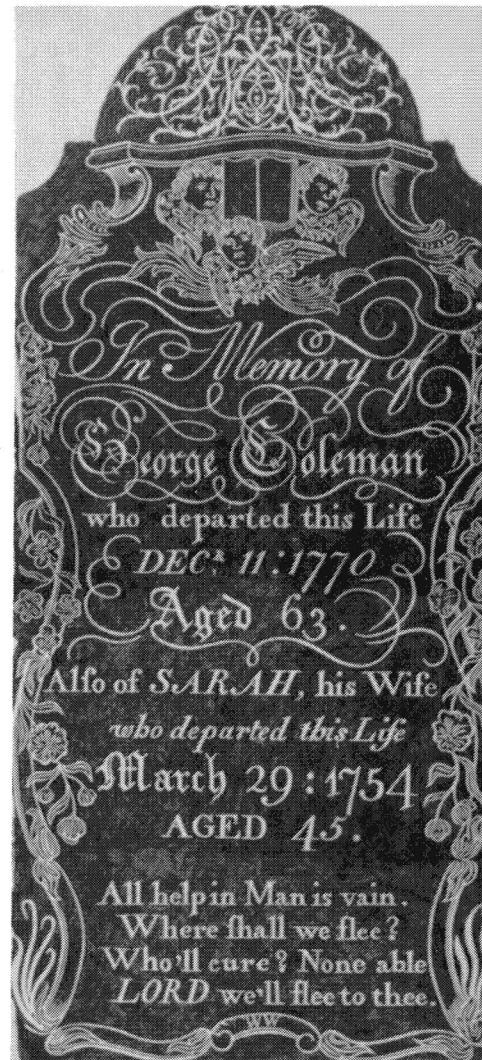 In Memory of
George Coleman
who departed this Life
DECR. 11 : 1770
Aged 63.
Alſo of SARAH, his Wife
who departed this Life
March 29 : 1754
AGED 45.
All help in Man is vain.
Where ſhall we flee?
Who'll cure? None able
LORD we'll flee to thee.
WW